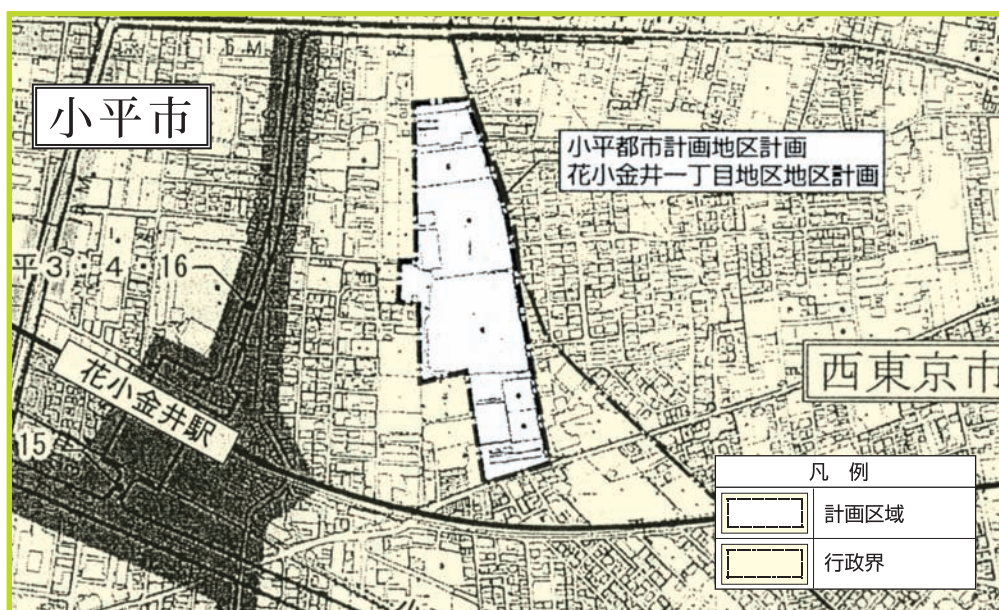 1 6 M
小平市
小平都市計画地区計画
花小金井一丁目地区地区計画
平3・4・16
花小金井駅
西東京市
15
凡 例
計画区域
行政界